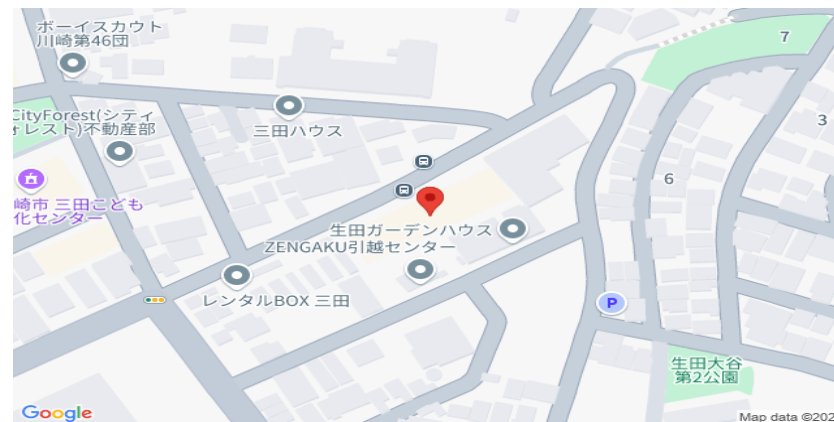 ボーイスカウト
川崎第46団
7
CityForest(シティ
ォレスト)不動産部
三田ハウス
3
崎市 三田こども
化センター
6
生田ガーデンハウス
ZENGAKU引越センター
レンタルBOX 三田
P
生田大谷
第2公園
Google
Map data ©202